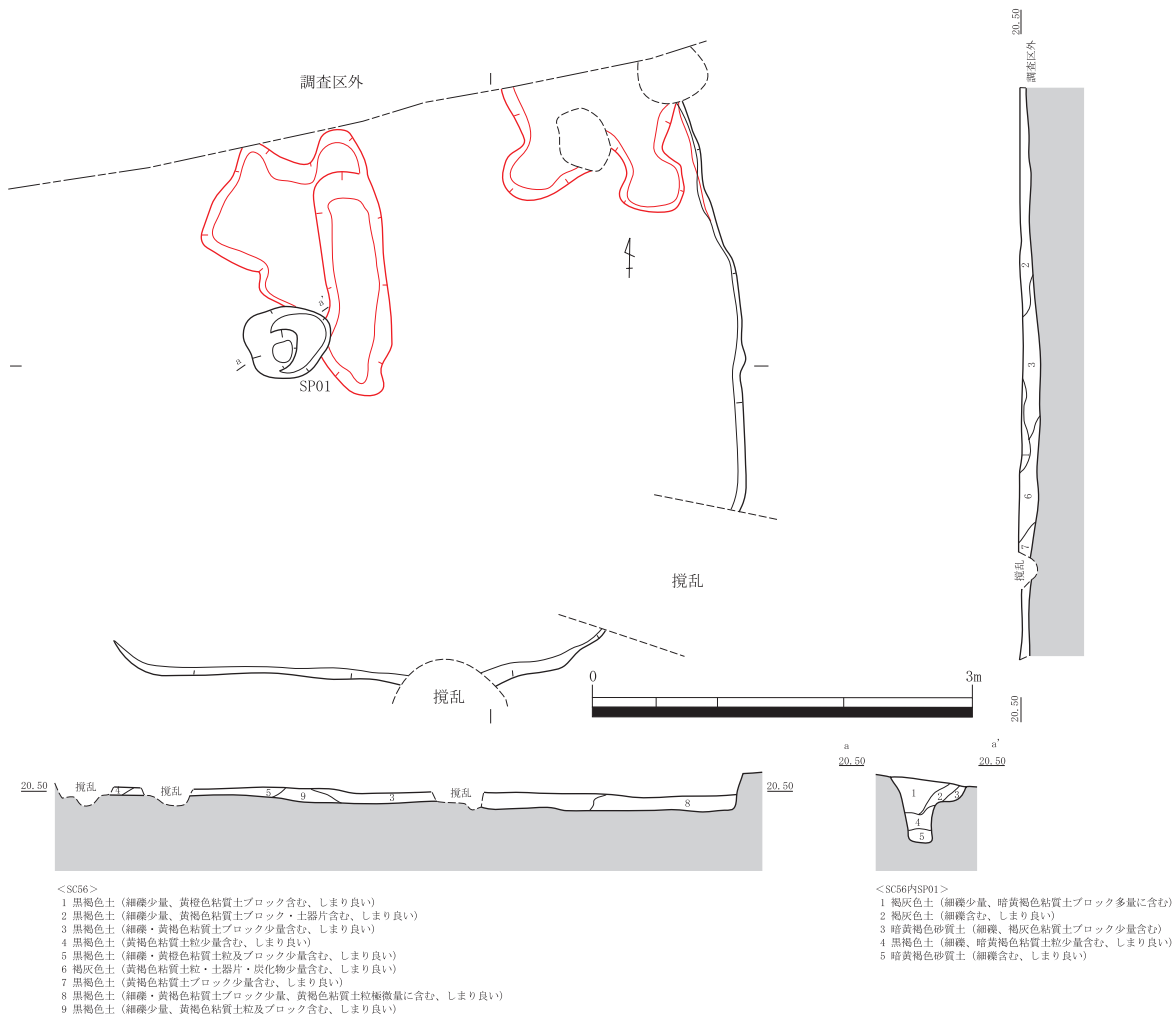 調査区外
20.50
調査区外
2
3
1
6
7
撹乱
20.50
a'
a
SP01
撹乱
撹乱
0
3m
20.50
撹乱
4
撹乱
5
9
3
撹乱
8
20.50
a
a'
20.50
20.50
1
2
3
4
5
<SC56>
1 黒褐色土（細礫少量、黄橙色粘質土ブロック含む、しまり良い）
2 黒褐色土（細礫少量、黄褐色粘質土ブロック・土器片含む、しまり良い）
3 黒褐色土（細礫・黄褐色粘質土ブロック少量含む、しまり良い）
4 黒褐色土（黄褐色粘質土粒少量含む、しまり良い）
5 黒褐色土（細礫・黄橙色粘質土粒及ブロック少量含む、しまり良い）
6 褐灰色土（黄褐色粘質土粒・土器片・炭化物少量含む、しまり良い）
7 黒褐色土（黄褐色粘質土ブロック少量含む、しまり良い）
8 黒褐色土（細礫・黄褐色粘質土ブロック少量、黄褐色粘質土粒極微量に含む、しまり良い）
9 黒褐色土（細礫少量、黄褐色粘質土粒及ブロック含む、しまり良い）
<SC56内SP01>
1 褐灰色土（細礫少量、暗黄褐色粘質土ブロック多量に含む）
2 褐灰色土（細礫含む、しまり良い）
3 暗黄褐色砂質土（細礫、褐灰色粘質土ブロック少量含む）
4 黒褐色土（細礫、暗黄褐色粘質土粒少量含む、しまり良い）
5 暗黄褐色砂質土（細礫含む、しまり良い）